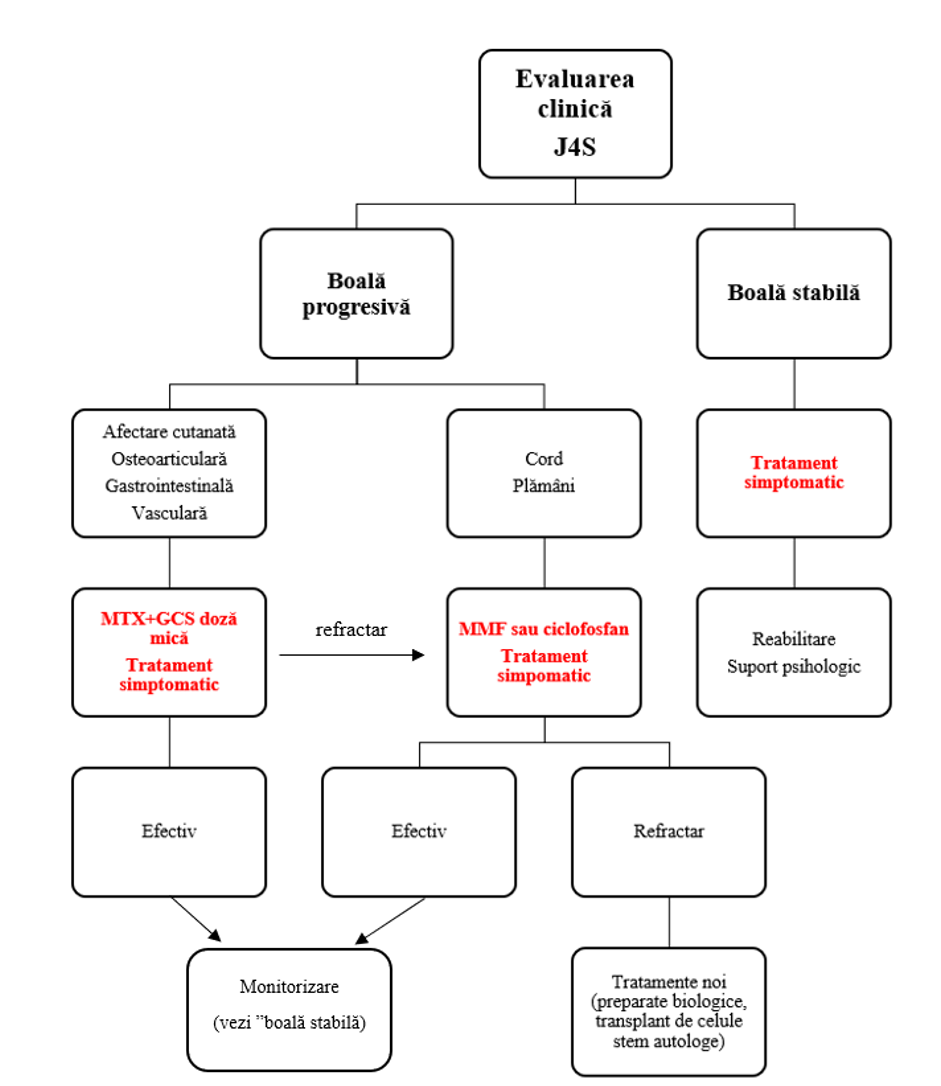 Evaluarea
clinică
J4S
Boală
progresivă
Boală stabilă
Afectare cutanată
Osteoarticulară
Gastrointestinală
Vasculară
Cord
Plămâni
Tratament
simptomatic
MTX+GCS doză
mică
Tratament
simptomatic
refractar
MMF sau ciclofosfan
Tratament
simpomatic
Reabilitare
Suport psihologic
Efectiv
Efectiv
Refractar
Monitorizare
(vezi ”boală stabilă)
Tratamente noi
(preparate biologice,
transplant de celule
stem autologe)